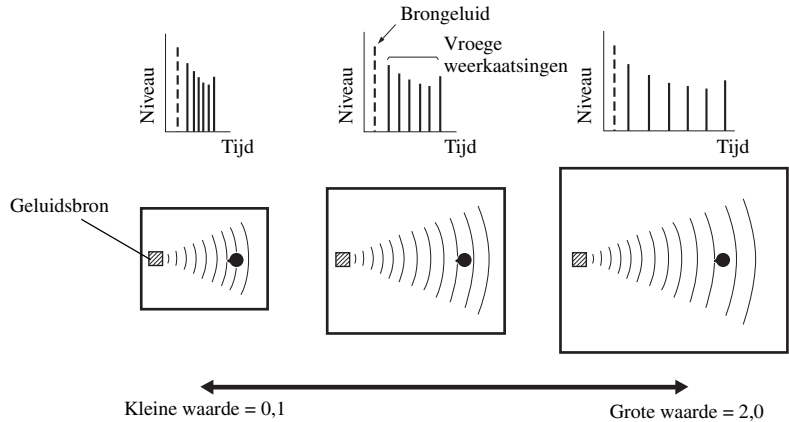 Brongeluid
Vroege
weerkaatsingen
Niveau
Tijd
Niveau
Tijd
Niveau
Tijd
Geluidsbron
Kleine waarde = 0,1
Grote waarde = 2,0